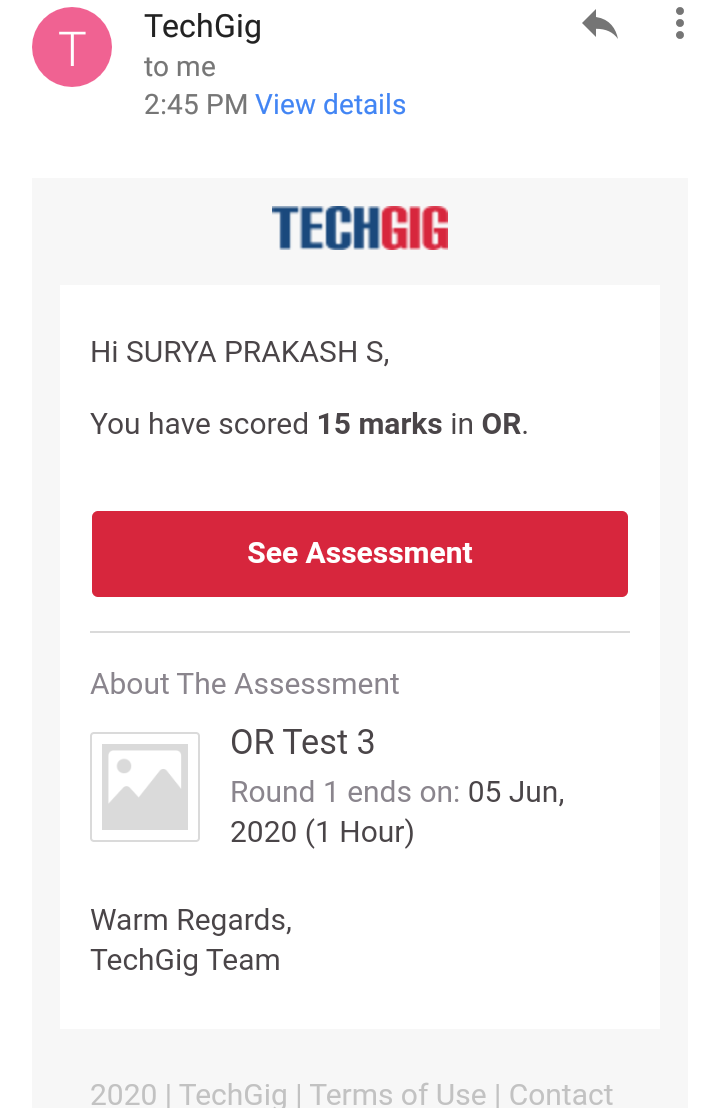 T
TechGig
to me
2:45 PM View details
TECHGIG
Hi SURYA PRAKASH S,
You have scored 15 marks in OR.
See Assessment
About The Assessment
OR Test 3
Round 1 ends on: 05 Jun,
2020 (1 Hour)
Warm Regards,
TechGig Team
2020 | TechGig | Terms of Use | Contact